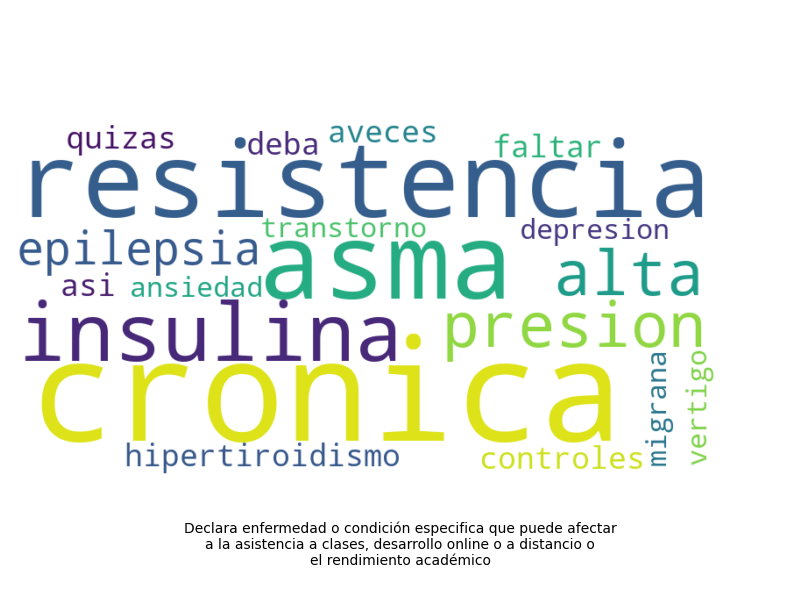 quizas deba aveces faltar
resistencia
transtorno depresion
epilepsia asma alta
asi ansiedad
insulina presion
cronica migrana vertigo
hipertiroidismo controles
Declara enfermedad o condición especifica que puede afectar
a la asistencia a clases, desarrollo online o a distancio o
el rendimiento académico